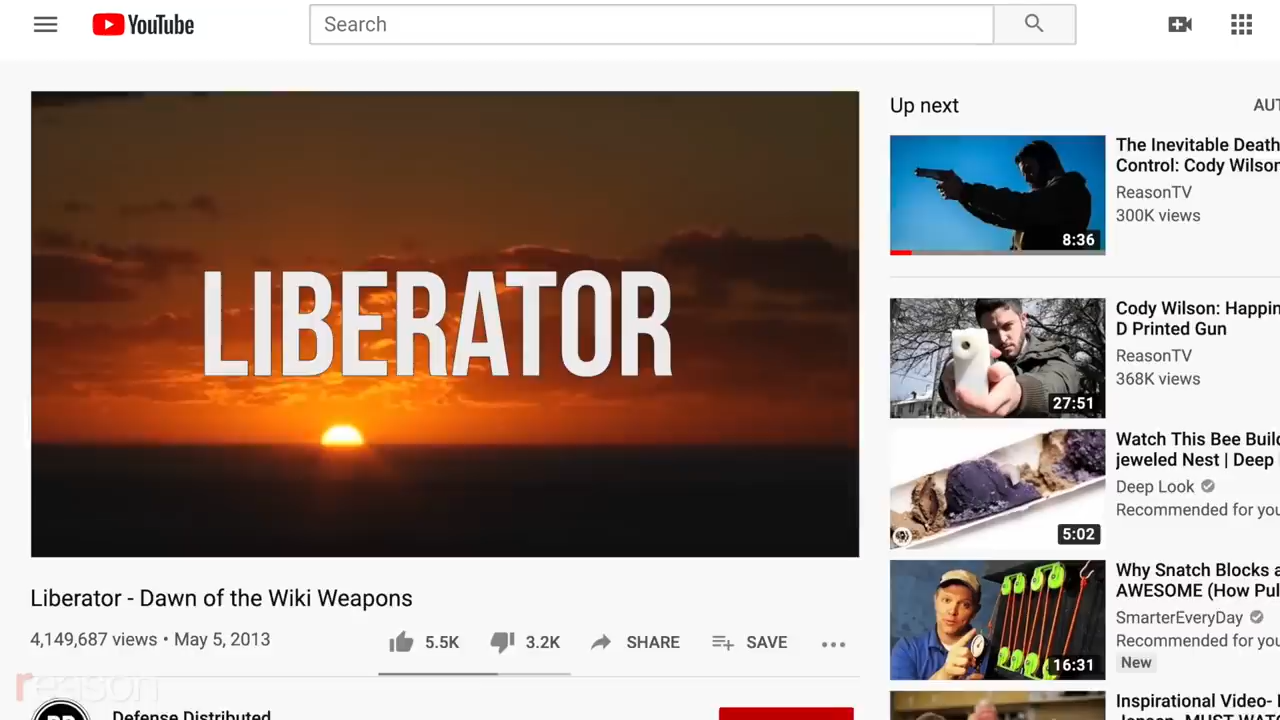 YouTube
Search
LIBERATOR
Liberator - Dawn of the Wiki Weapons
4,149,687 views • May 5, 2013
5.5K
3.2K
SHARE
SAVE
reason
Defense Distributed
Up next
AUT
8:36
The Inevitable Death
Control: Cody Wilson
ReasonTV
300K views
27:51
Cody Wilson: Happin
D Printed Gun
ReasonTV
368K views
5:02
Watch This Bee Build
jeweled Nest | Deep
Deep Look
Recommended for you
16:31
Why Snatch Blocks a
AWESOME (How Pul
SmarterEveryDay
Recommended for you
New
Inspirational Video-